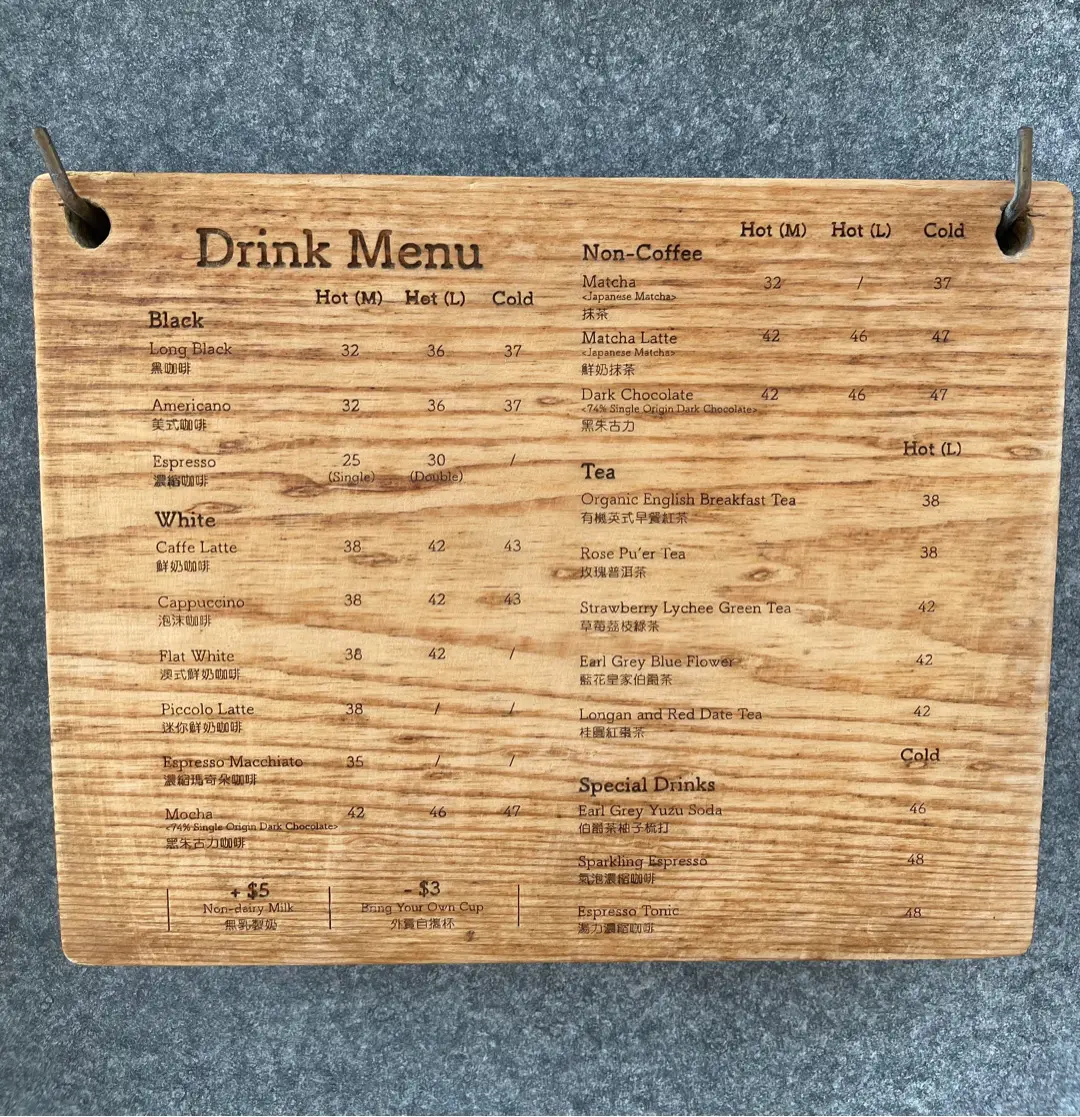 Drink Menu
Hot (M) Hot (L) Cold
Black
Long Black 32 36 37
黑咖啡
Americano 32 36 37
美式咖啡
Espresso 25 30 /
(Single) (Double)
濃縮咖啡
White
Caffe Latte 38 42 43
鮮奶咖啡
Cappuccino 38 42 43
泡沫咖啡
Flat White 38 42 /
澳式鮮奶咖啡
Piccolo Latte 38 / /
迷你鮮奶咖啡
Espresso Macchiato 35 / /
濃縮瑪奇朵咖啡
Mocha 42 46 47
<74% Single Origin Dark Chocolate>
黑朱古力咖啡
+ $5
Non-dairy Milk
無乳製奶
- $3
Bring Your Own Cup
外賣自攜杯
Hot (M) Hot (L) Cold
Non-Coffee
Matcha 32 / 37
<Japanese Matcha>
抹茶
Matcha Latte 42 46 47
<Japanese Matcha>
鮮奶抹茶
Dark Chocolate 42 46 47
<74% Single Origin Dark Chocolate>
黑朱古力
Hot (L)
Tea
Organic English Breakfast Tea 38
有機英式早餐紅茶
Rose Pu'er Tea 38
玫瑰普洱茶
Strawberry Lychee Green Tea 42
草莓荔枝綠茶
Earl Grey Blue Flower 42
藍花皇家伯爵茶
Longan and Red Date Tea 42
桂圓紅棗茶
Cold
Special Drinks
Earl Grey Yuzu Soda 46
伯爵茶柚子梳打
Sparkling Espresso 48
氣泡濃縮咖啡
Espresso Tonic 48
湯力濃縮咖啡